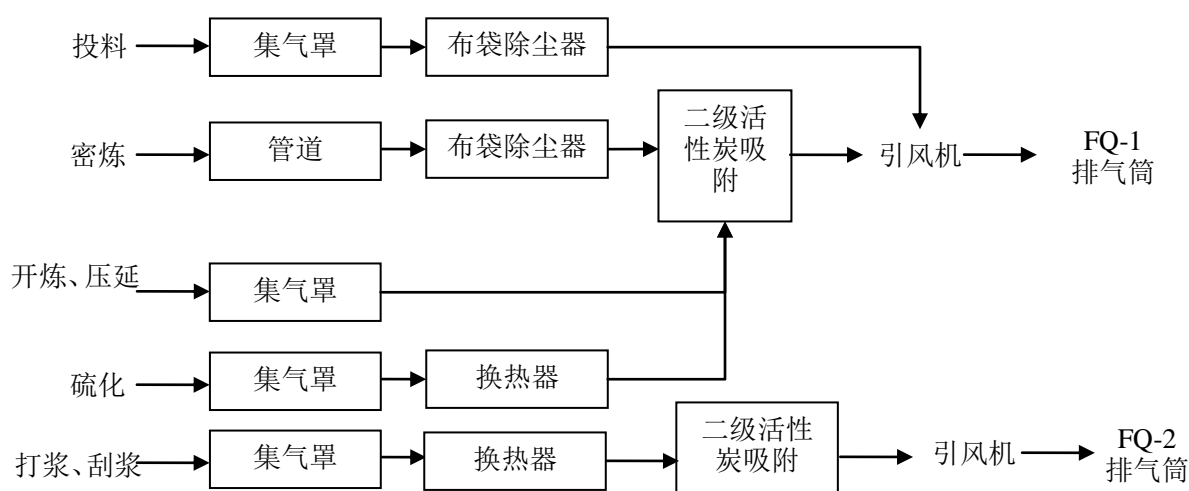 投料
集气罩
布袋除尘器
密炼
管道
布袋除尘器
二级活
性炭吸
附
引风机
FQ-1
排气筒
开炼、压延
集气罩
硫化
集气罩
换热器
打浆、刮浆
集气罩
换热器
二级活性
炭吸附
引风机
FQ-2
排气筒